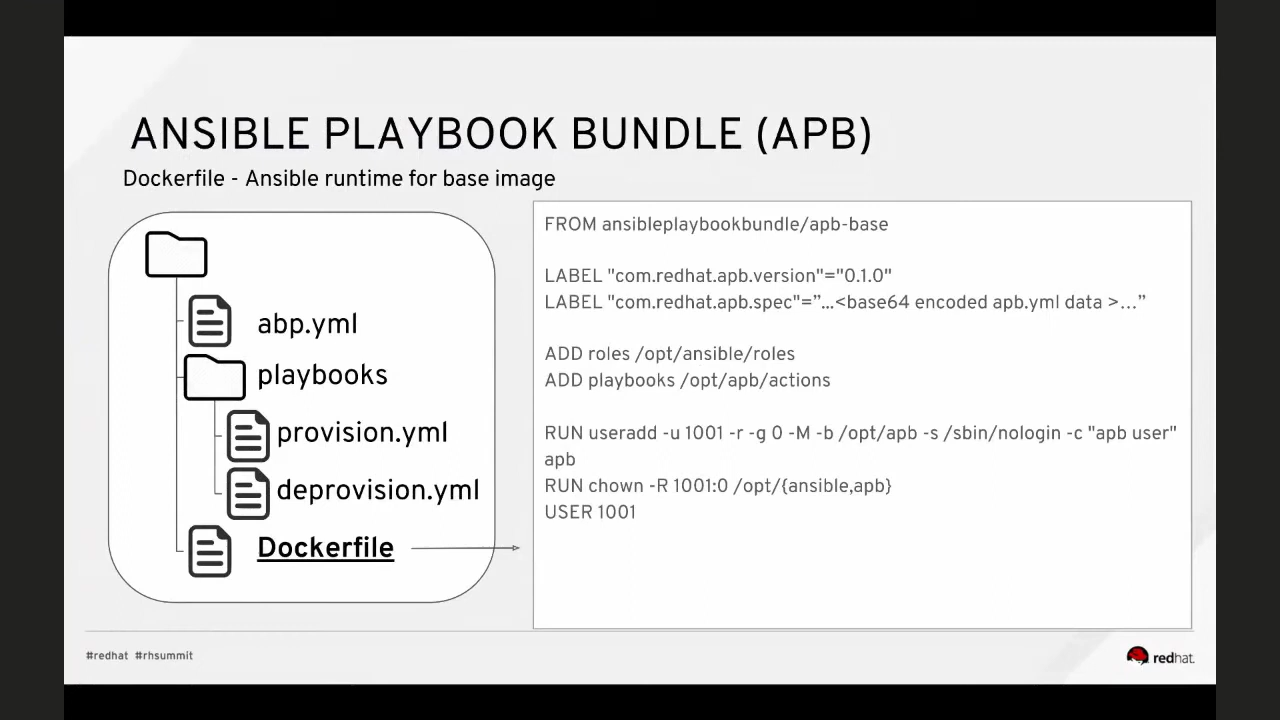 ANSIBLE PLAYBOOK BUNDLE (APB)
Dockerfile - Ansible runtime for base image
abp.yml
playbooks
provision.yml
deprovision.yml
Dockerfile
FROM ansibleplaybookbundle/apb-base
LABEL "com.redhat.apb.version"="0.1.0"
LABEL "com.redhat.apb.spec"=”...<base64 encoded apb.yml data >...”
ADD roles /opt/ansible/roles
ADD playbooks /opt/apb/actions
RUN useradd -u 1001 -r -g 0 -M -b /opt/apb -s /sbin/nologin -c "apb user"
apb
RUN chown -R 1001:0 /opt/{ansible,apb}
USER 1001
#redhat #rhsummit
redhat.